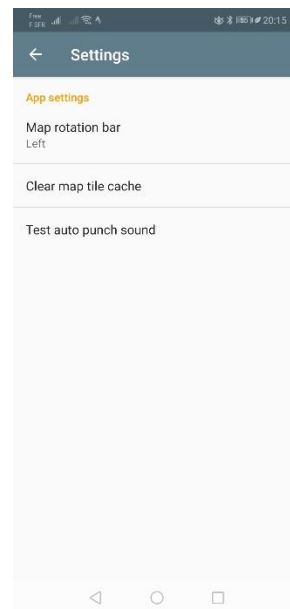 Free
F SFR
20:15
Settings
App settings
Map rotation bar
Left
Clear map tile cache
Test auto punch sound